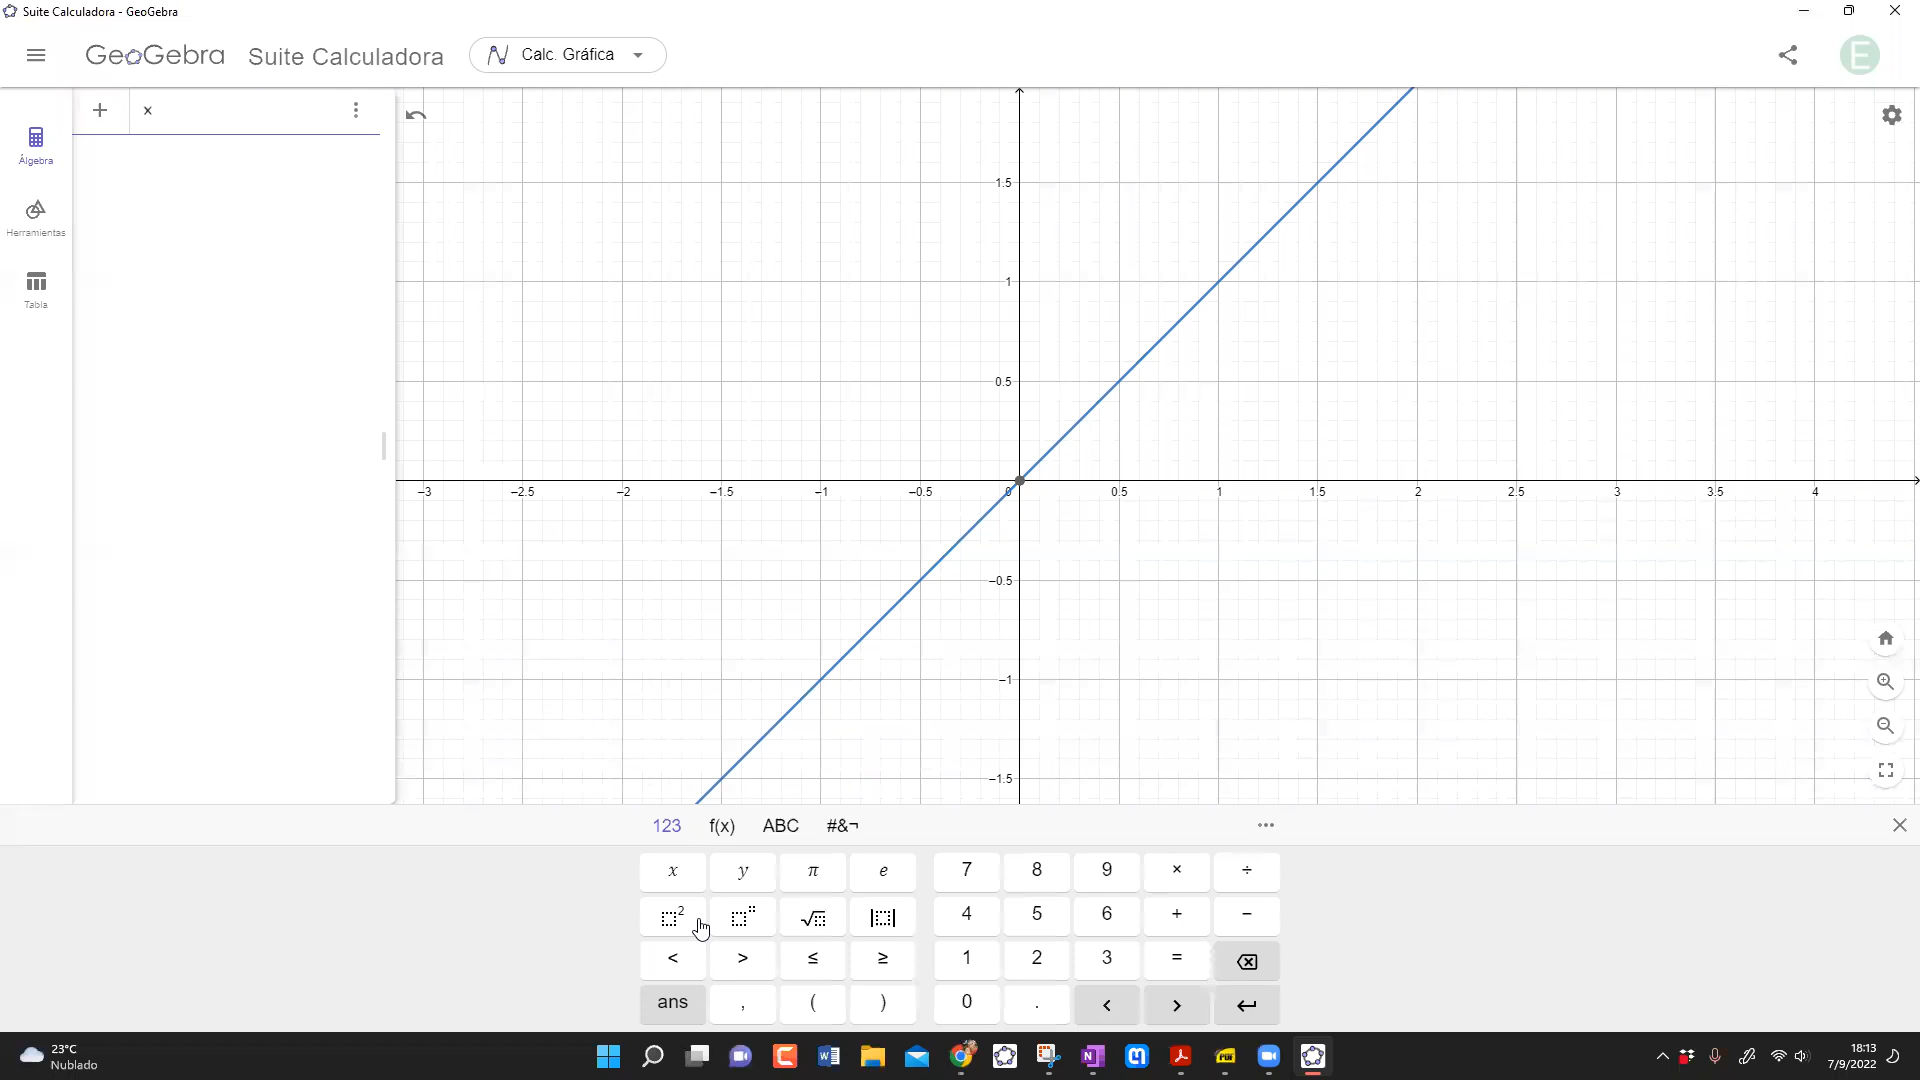 Suite Calculadora - GeoGebra
GeoGebra Suite Calculadora Calc. Gráfica E
+ x
Álgebra
Herramientas
Tabla
1.5
1
0.5
−3 −2.5 −2 −1.5 −1 −0.5 0 0.5 1 1.5 2 2.5 3 3.5 4
−0.5
−1
−1.5
123 f(x) ABC #&¬
x y π e 7 8 9 × ÷
2 √ 4 5 6 + −
< > ≤ ≥ 1 2 3 =
ans , ( ) 0 . < >
23°C
Nublado
18:13
7/9/2022